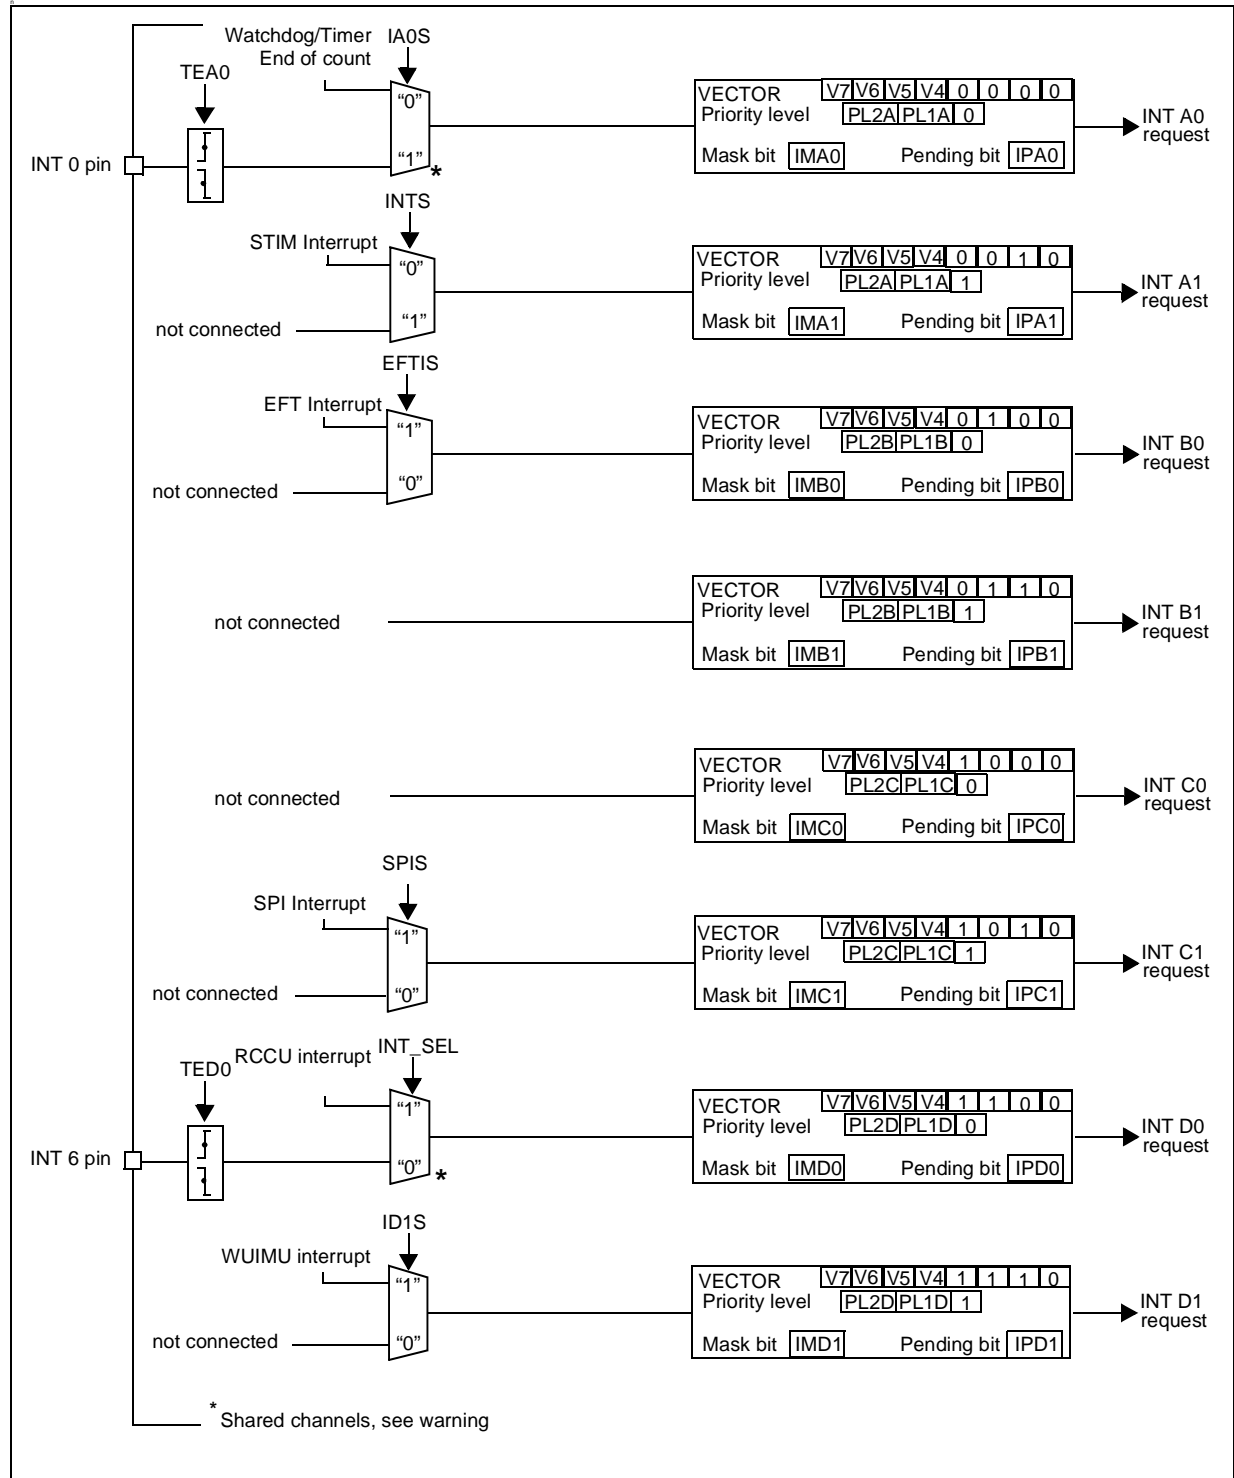 Watchdog/Timer IA0S
End of count
TEA0
"0"
"1"
*
INT 0 pin
VECTOR V7 V6 V5 V4 0 0 0 0
Priority level PL2A PL1A 0
Mask bit IMA0 Pending bit IPA0
INT A0
request
INTS
STIM Interrupt
"0"
"1"
not connected
VECTOR V7 V6 V5 V4 0 0 1 0
Priority level PL2A PL1A 1
Mask bit IMA1 Pending bit IPA1
INT A1
request
EFTIS
EFT Interrupt
"1"
"0"
not connected
VECTOR V7 V6 V5 V4 0 1 0 0
Priority level PL2B PL1B 0
Mask bit IMB0 Pending bit IPB0
INT B0
request
not connected
VECTOR V7 V6 V5 V4 0 1 1 0
Priority level PL2B PL1B 1
Mask bit IMB1 Pending bit IPB1
INT B1
request
not connected
VECTOR V7 V6 V5 V4 1 0 0 0
Priority level PL2C PL1C 0
Mask bit IMC0 Pending bit IPC0
INT C0
request
SPIS
SPI Interrupt
"1"
"0"
not connected
VECTOR V7 V6 V5 V4 1 0 1 0
Priority level PL2C PL1C 1
Mask bit IMC1 Pending bit IPC1
INT C1
request
INT_SEL
RCCU interrupt
TED0
"1"
"0"
*
INT 6 pin
VECTOR V7 V6 V5 V4 1 1 0 0
Priority level PL2D PL1D 0
Mask bit IMD0 Pending bit IPD0
INT D0
request
ID1S
WUIMU interrupt
"1"
"0"
not connected
VECTOR V7 V6 V5 V4 1 1 1 0
Priority level PL2D PL1D 1
Mask bit IMD1 Pending bit IPD1
INT D1
request
* Shared channels, see warning